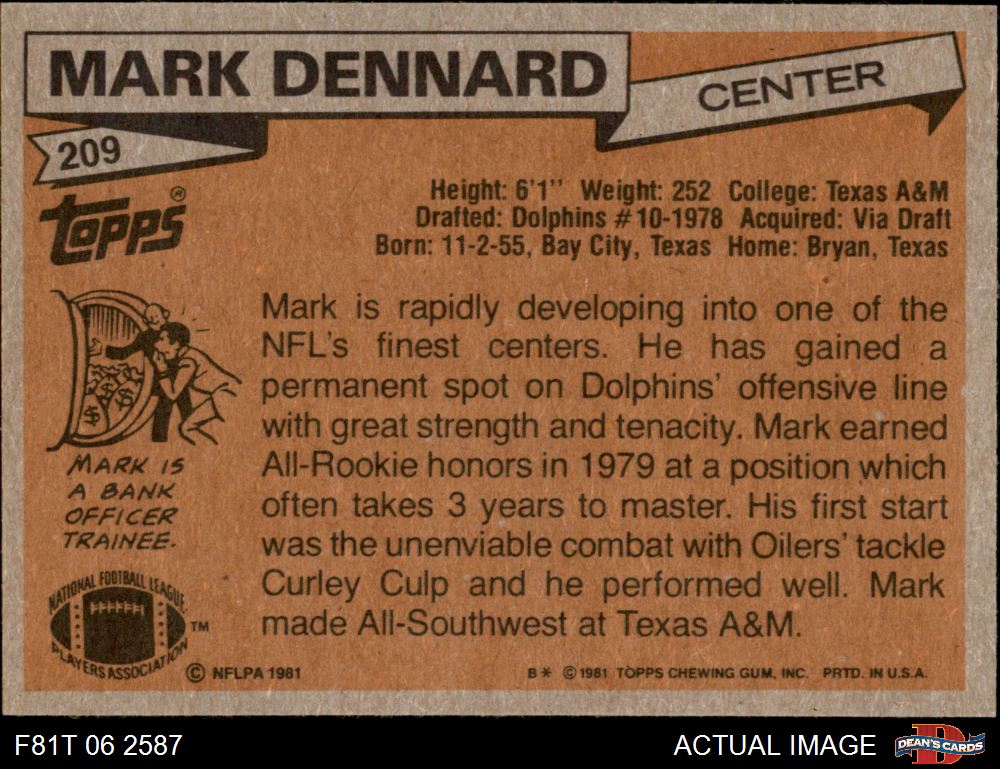 MARK DENNARD
CENTER
209
TOPPS®
Height: 6'1'' Weight: 252 College: Texas A&M
Drafted: Dolphins #10-1978 Acquired: Via Draft
Born: 11-2-55, Bay City, Texas Home: Bryan, Texas
Mark is rapidly developing into one of the
NFL's finest centers. He has gained a
permanent spot on Dolphins' offensive line
with great strength and tenacity. Mark earned
All-Rookie honors in 1979 at a position which
often takes 3 years to master. His first start
was the unenviable combat with Oilers' tackle
Curley Culp and he performed well. Mark
made All-Southwest at Texas A&M.
$ $
MARK IS
A BANK
OFFICER
TRAINEE.
NATIONAL FOOTBALL LEAGUE
PLAYERS ASSOCIATION
TM
© NFLPA 1981
B* © 1981 TOPPS CHEWING GUM, INC. PRTD. IN U.S.A.
F81T 06 2587
ACTUAL IMAGE
D
DEAN'S CARDS